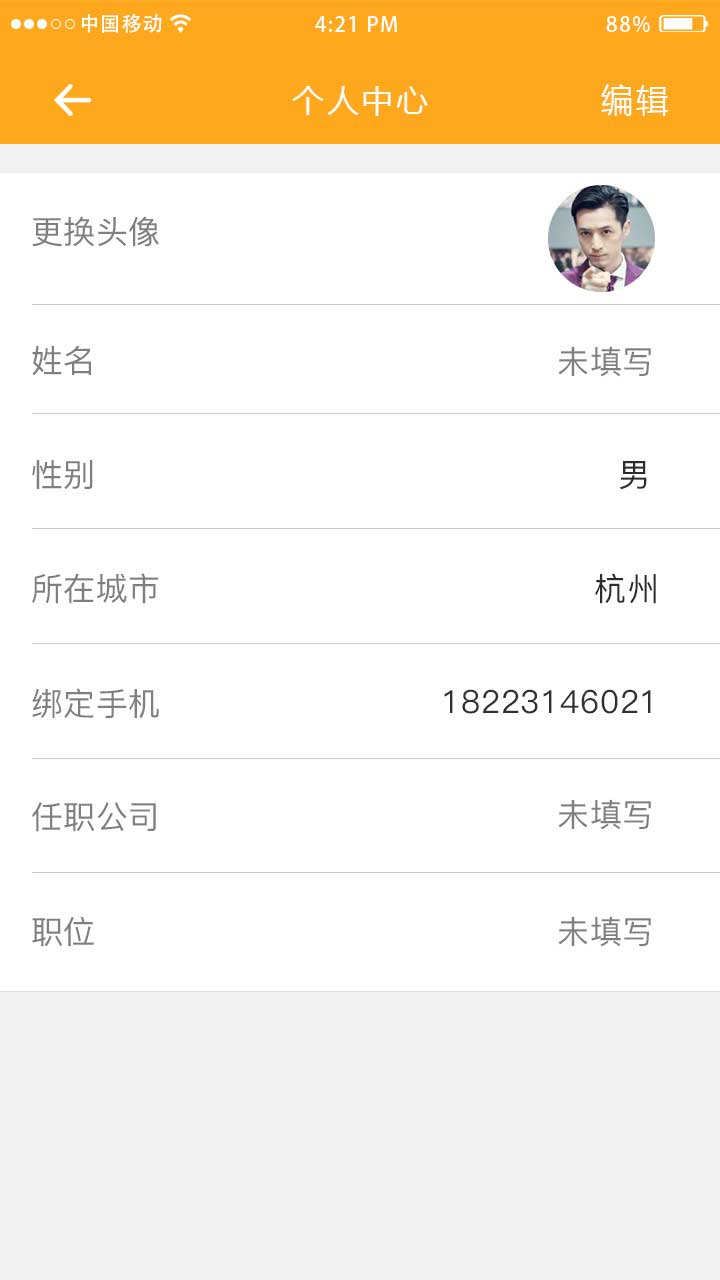 中国移动 4:21 PM 88%
个人中心 编辑
更换头像
姓名 未填写
性别 男
所在城市 杭州
绑定手机 18223146021
任职公司 未填写
职位 未填写